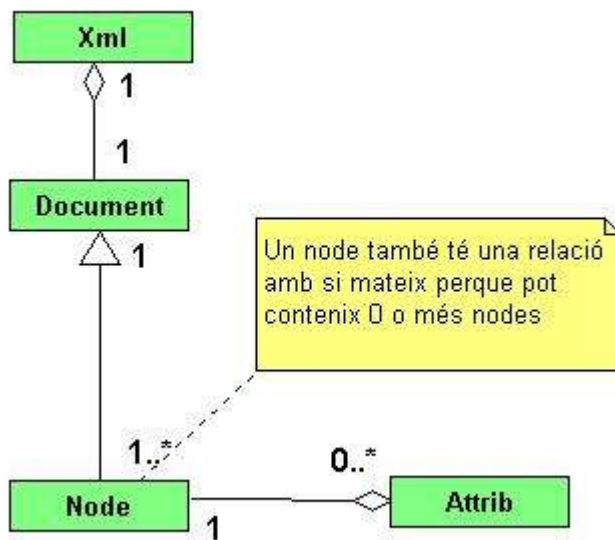 Xml
1
1
Document
1
Un node també té una relació
amb si mateix perque pot
contenix 0 o més nodes
1..*
0..*
Node
1
Attrib